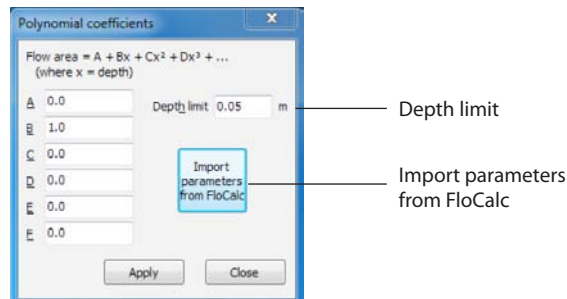 Polynomial coefficients
x
Flow area = A + Bx + Cx² + Dx³ + ...
(where x = depth)
A 0.0
Depth limit 0.05 m
B 1.0
C 0.0
D 0.0
E 0.0
F 0.0
Import
parameters
from FloCalc
Apply
Close
Depth limit
Import parameters
from FloCalc